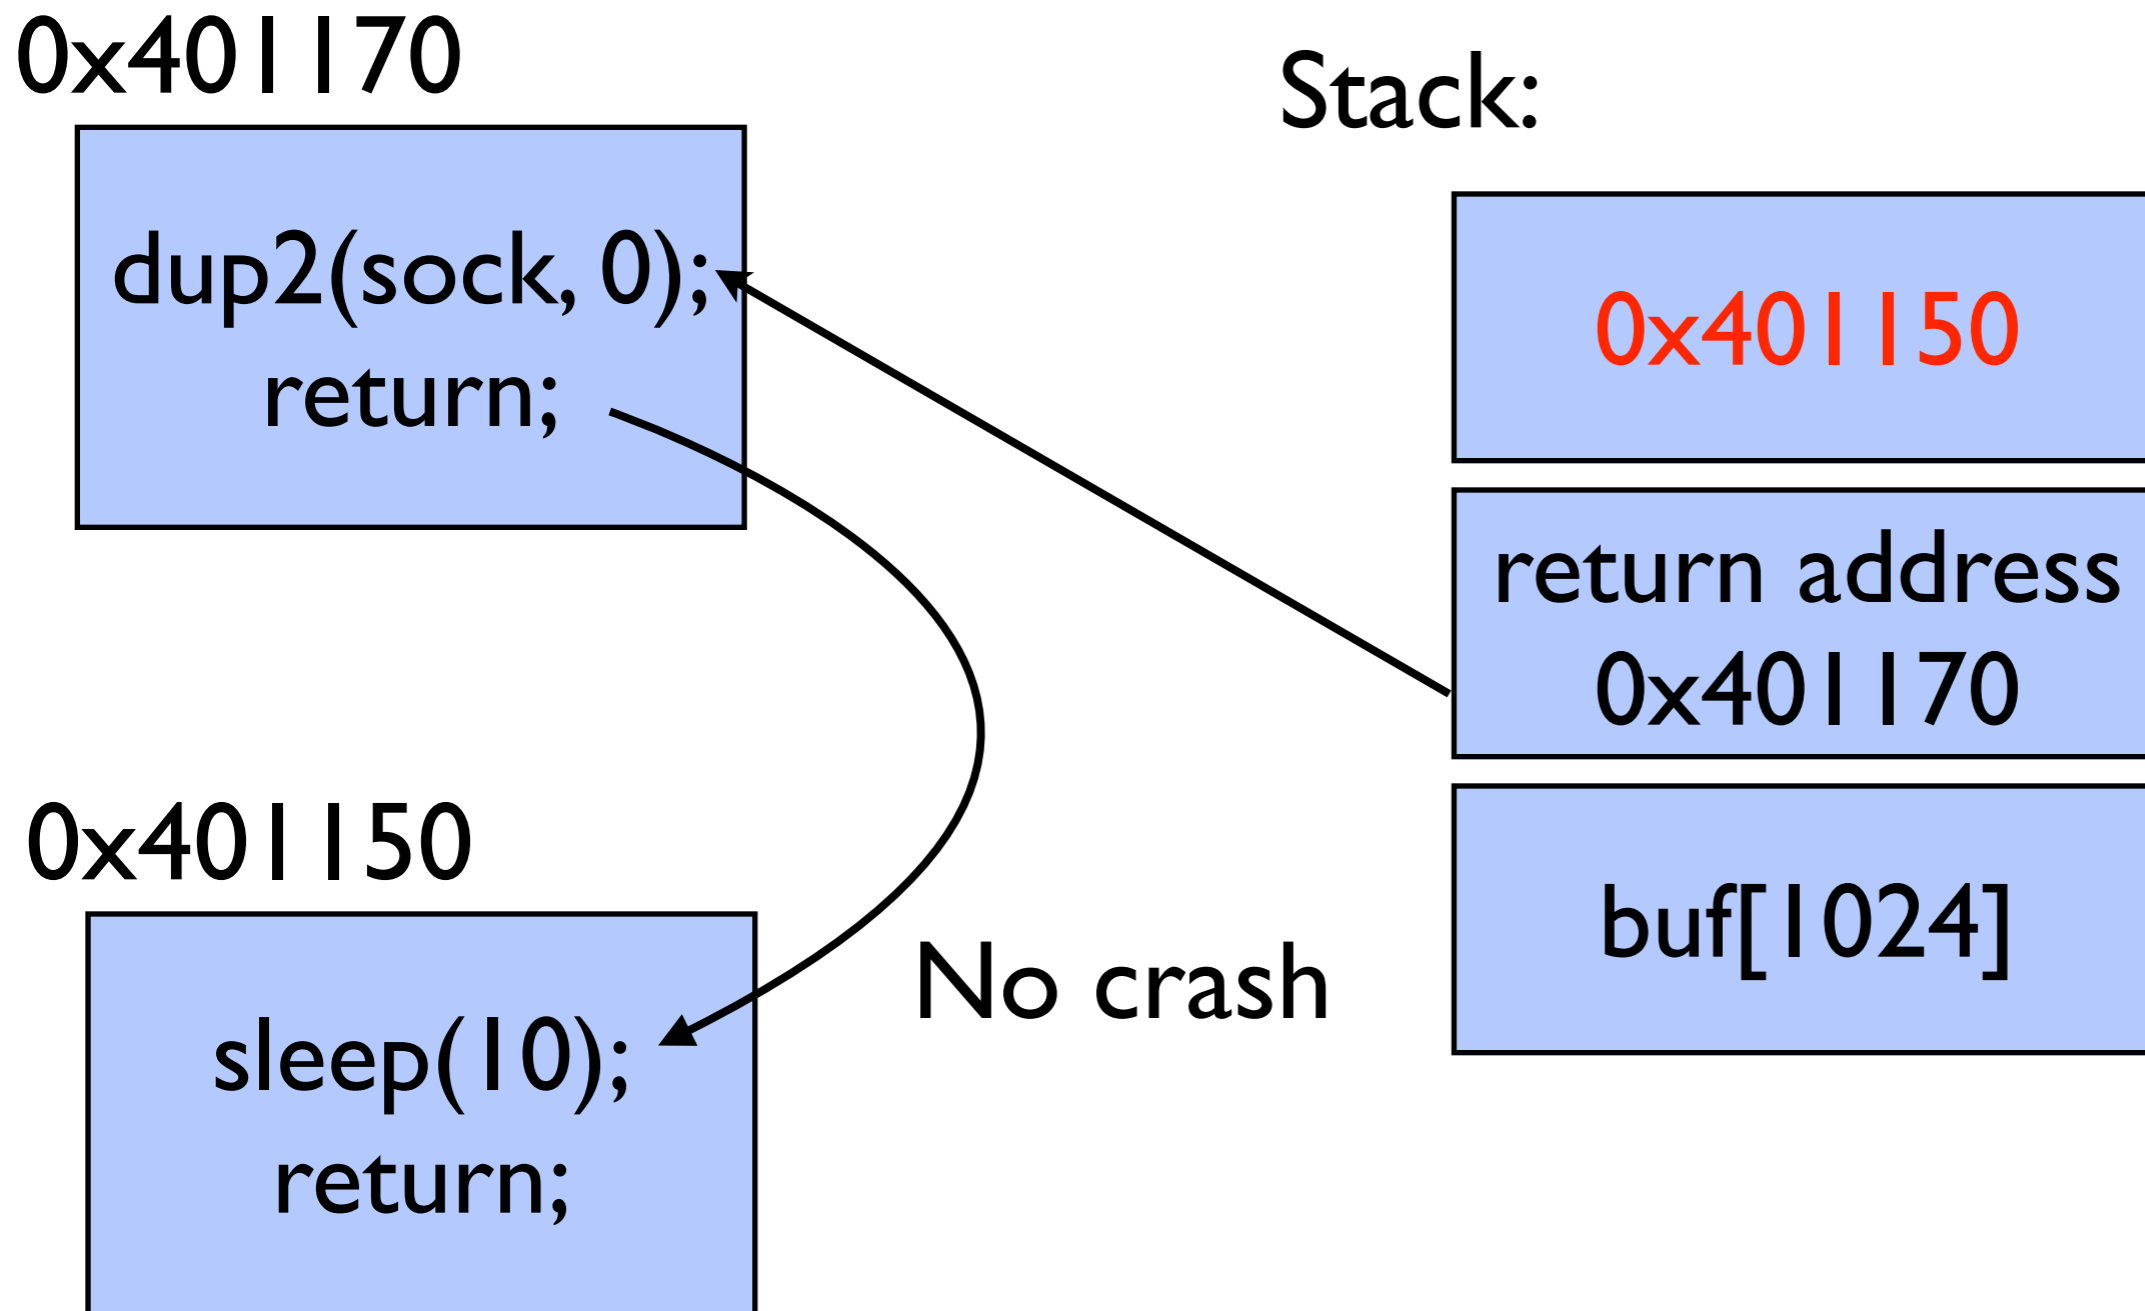 0x401170
dup2(sock, 0);
return;
0x401150
sleep(10);
return;
No crash
Stack:
0x401150
return address
0x401170
buf[1024]